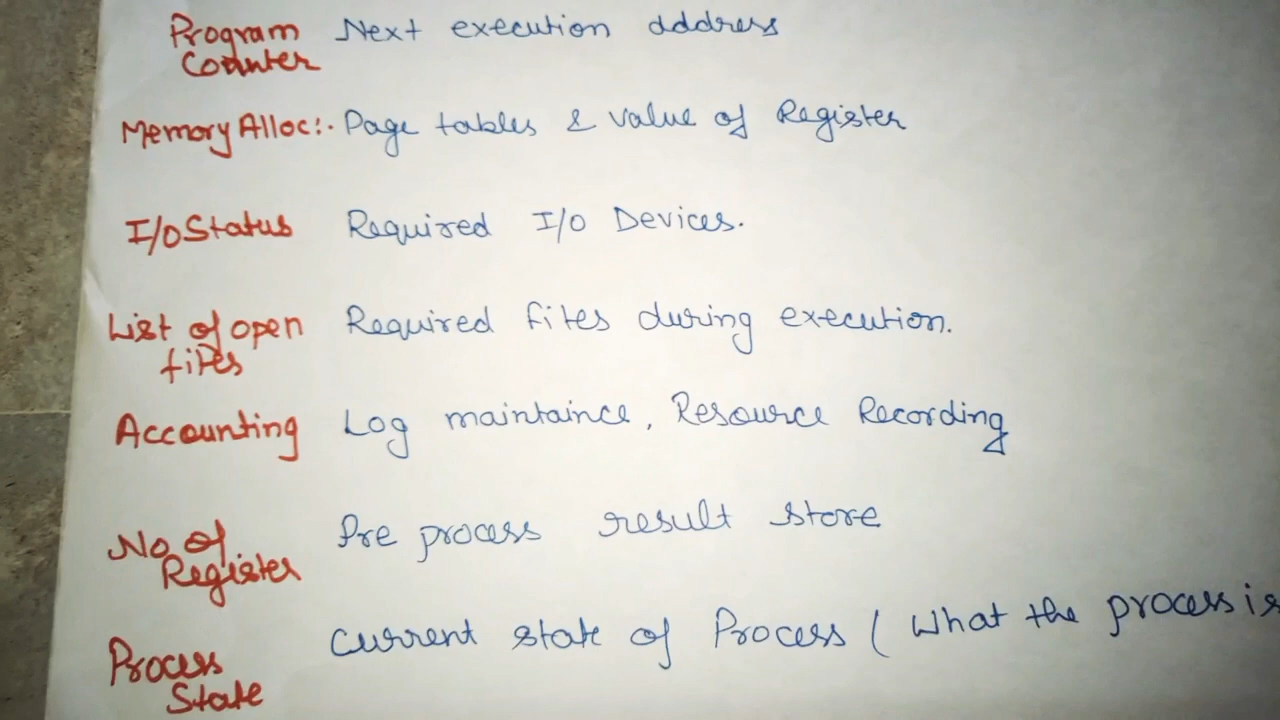 Program Next execution address
Counter
Memory Alloc:- Page tables & value of Register
I/O Status Required I/O Devices.
List of open Required files during execution.
files
Accounting Log maintaince, Resource Recording
No of Pre process result store
Register
Process Current state of Process ( What the process is
State